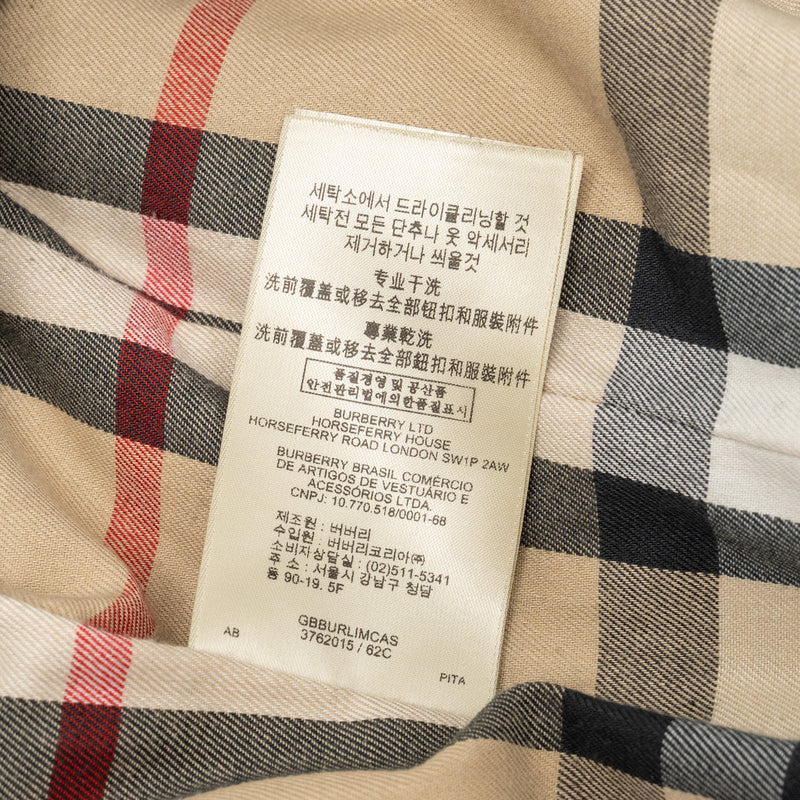 세탁소에서 드라이클리닝할 것
세탁전 모든 단추나 옷 악세서리
제거하거나 씌울것
专业干洗
洗前覆蓋或移去全部鈕扣和服裝附件
專業乾洗
洗前覆蓋或移去全部鈕扣和服裝附件
품질경영 및 공산품
안전관리법에의한품질표시
BURBERRY LTD
HORSEFERRY HOUSE
HORSEFERRY ROAD LONDON SW1P 2AW
BURBERRY BRASIL COMÉRCIO
DE ARTIGOS DE VESTUÁRIO E
ACESSÓRIOS LTDA.
CNPJ: 10.770.518/0001-68
제조원 : 버버리
수입원 : 버버리코리아㈜
소비자상담실 : (02)511-5341
주 소 : 서울시 강남구 청담
동 90-19. 5F
GBBURLIMCAS
AB 3762015 / 62C
PITA